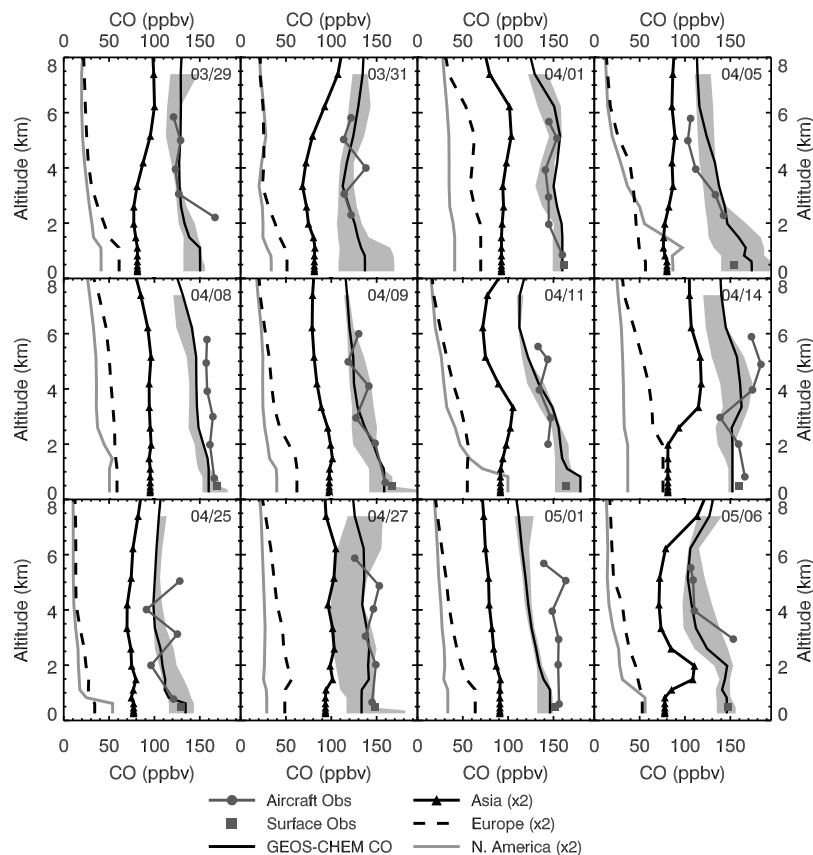 CO (ppbv) CO (ppbv) CO (ppbv) CO (ppbv)
0 50 100 150 0 50 100 150 0 50 100 150 0 50 100 150
8 03/29 03/31 04/01 04/05 8
6 6
Altitude (km) Altitude (km)
4 4
2 2
0 0
8 04/08 04/09 04/11 04/14 8
6 6
Altitude (km) Altitude (km)
4 4
2 2
0 0
8 04/25 04/27 05/01 05/06 8
6 6
Altitude (km) Altitude (km)
4 4
2 2
0 0
0 50 100 150 0 50 100 150 0 50 100 150 0 50 100 150
CO (ppbv) CO (ppbv) CO (ppbv) CO (ppbv)
Aircraft Obs Asia (x2)
Surface Obs Europe (x2)
GEOS-CHEM CO N. America (x2)